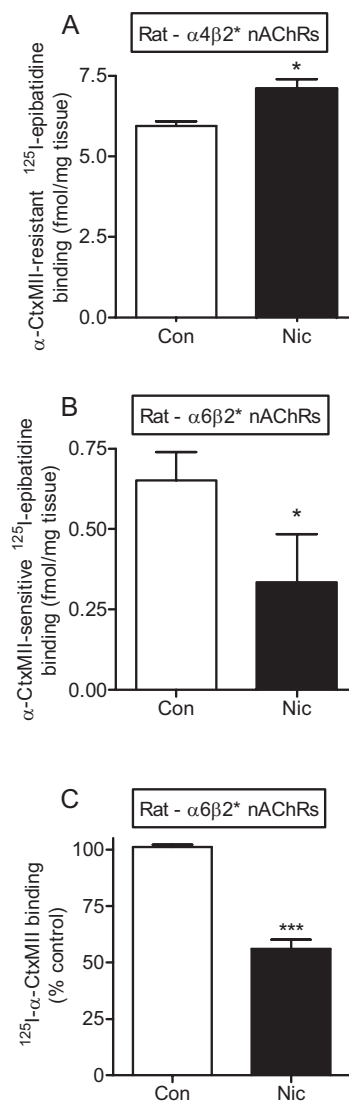 A
Rat - α4β2* nAChRs
α-CtxMII-resistant ¹²⁵I-epibatidine
binding (fmol/mg tissue)
7.5
5.0
2.5
0.0
*
Con
Nic
B
Rat - α6β2* nAChRs
α-CtxMII-sensitive ¹²⁵I-epibatidine
binding (fmol/mg tissue)
0.75
0.50
0.25
0.00
*
Con
Nic
C
Rat - α6β2* nAChRs
¹²⁵I-α-CtxMII binding
(% control)
100
75
50
25
0
***
Con
Nic